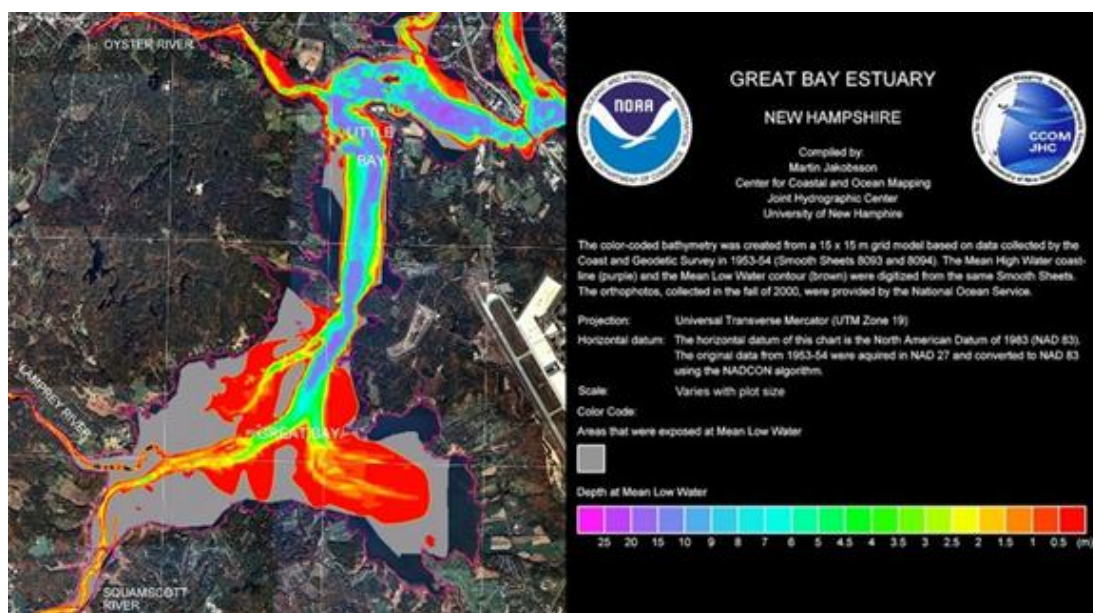 OYSTER RIVER
LITTLE
BAY
LAMPREY RIVER
GREAT BAY
SQUAMSCOTT
RIVER
NOAA
GREAT BAY ESTUARY
NEW HAMPSHIRE
CCOM
JHC
Compiled by:
Martin Jakobsson
Center for Coastal and Ocean Mapping
Joint Hydrographic Center
University of New Hamphire
The color-coded bathymetry was created from a 15 x 15 m grid model based on data collected by the
Coast and Geodetic Survey in 1953-54 (Smooth Sheets 8093 and 8094). The Mean High Water coast-
line (purple) and the Mean Low Water contour (brown) were digitized from the same Smooth Sheets.
The orthophotos, collected in the fall of 2000, were provided by the National Ocean Service.
Projection: Universal Transverse Mercator (UTM Zone 19)
Horizontal datum: The horizontal datum of this chart is the North American Datum of 1983 (NAD 83).
The original data from 1953-54 were aquired in NAD 27 and converted to NAD 83
using the NADCON algorithm.
Scale: Varies with plot size
Color Code:
Areas that were exposed at Mean Low Water
Depth at Mean Low Water
25 20 15 10 9 8 7 6 5 4.5 4 3.5 3 2.5 2 1.5 1 0.5 (m)